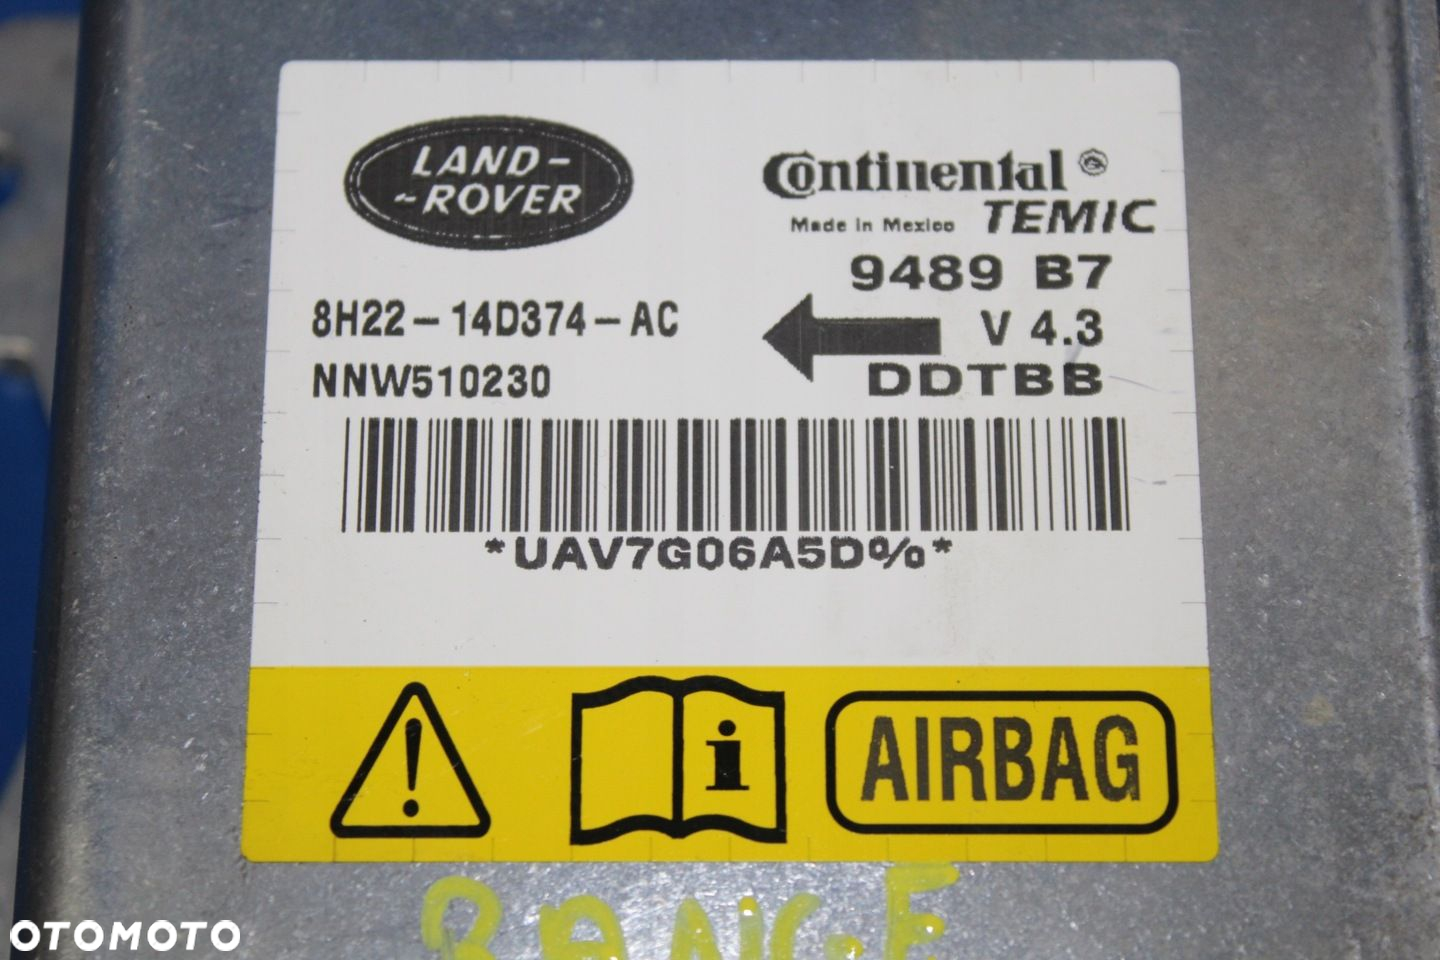 LAND-
~ROVER
Continental
Made in Mexico TEMIC
9489 B7
8H22-14D374-AC
V 4.3
NNW510230
DDTBB
*UAV7G06A5D%*
i
AIRBAG
RANGE
OTOMOTO